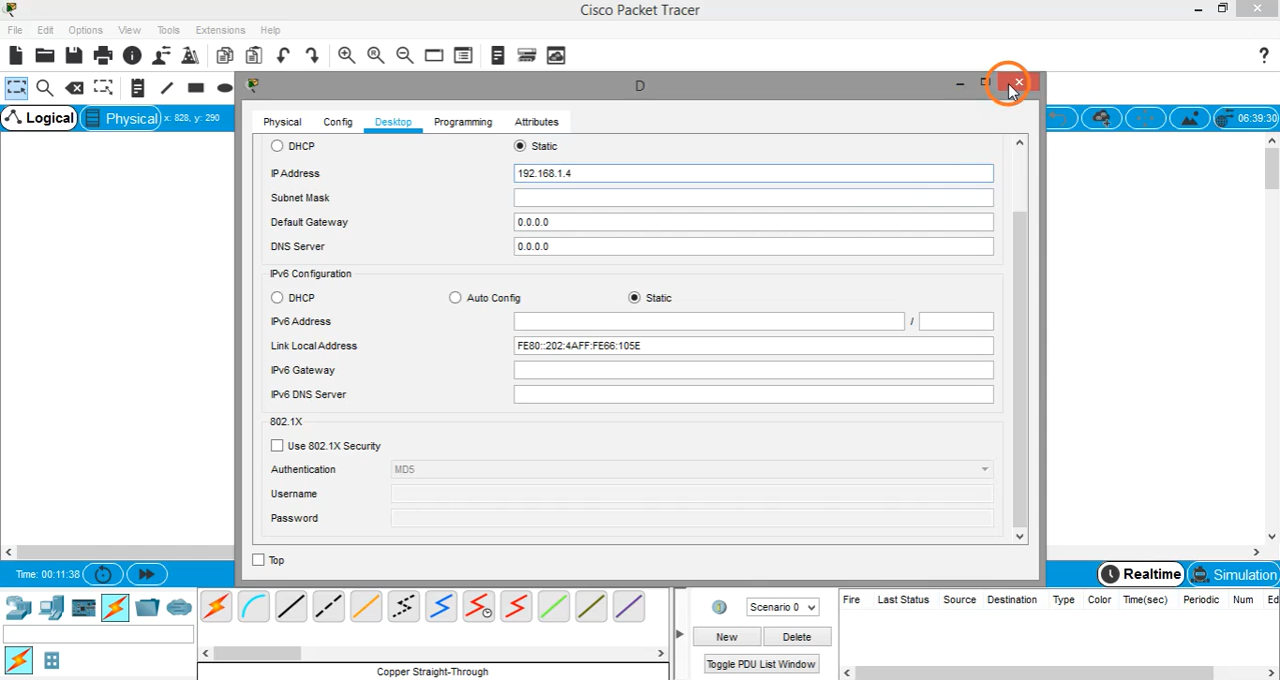 Cisco Packet Tracer
File Edit Options View Tools Extensions Help
?
Logical Physical x: 828, y: 290 06:39:30
D
Physical Config Desktop Programming Attributes
DHCP Static
IP Address 192.168.1.4
Subnet Mask
Default Gateway 0.0.0.0
DNS Server 0.0.0.0
IPv6 Configuration
DHCP Auto Config Static
IPv6 Address /
Link Local Address FE80::202:4AFF:FE66:105E
IPv6 Gateway
IPv6 DNS Server
802.1X
Use 802.1X Security
Authentication MD5
Username
Password
Top
Time: 00:11:38 Realtime Simulation
Scenario 0 Fire Last Status Source Destination Type Color Time(sec) Periodic Num Ed
New Delete
Toggle PDU List Window
Copper Straight-Through